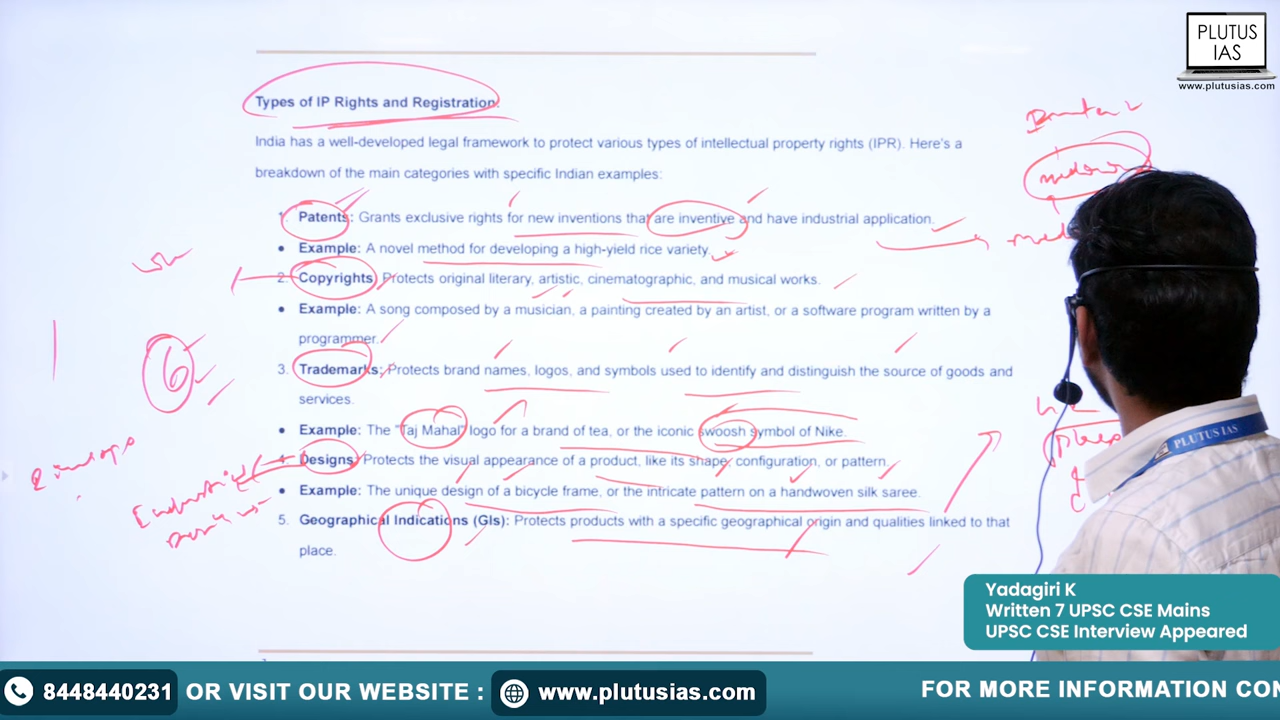 PLUTUS
IAS
www.plutusias.com
Types of IP Rights and Registration.
India has a well-developed legal framework to protect various types of intellectual property rights (IPR). Here's a
breakdown of the main categories with specific Indian examples:
1. Patents: Grants exclusive rights for new inventions that are inventive and have industrial application.
• Example: A novel method for developing a high-yield rice variety.
2. Copyrights: Protects original literary, artistic, cinematographic, and musical works.
• Example: A song composed by a musician, a painting created by an artist, or a software program written by a
programmer.
3. Trademarks: Protects brand names, logos, and symbols used to identify and distinguish the source of goods and
services.
• Example: The "Taj Mahal" logo for a brand of tea, or the iconic swoosh symbol of Nike.
4. Designs: Protects the visual appearance of a product, like its shape, configuration, or pattern.
• Example: The unique design of a bicycle frame, or the intricate pattern on a handwoven silk saree.
5. Geographical Indications (GIs): Protects products with a specific geographical origin and qualities linked to that
place.
6
PLUTUS IAS
Yadagiri K
Written 7 UPSC CSE Mains
UPSC CSE Interview Appeared
8448440231 OR VISIT OUR WEBSITE : www.plutusias.com FOR MORE INFORMATION CON